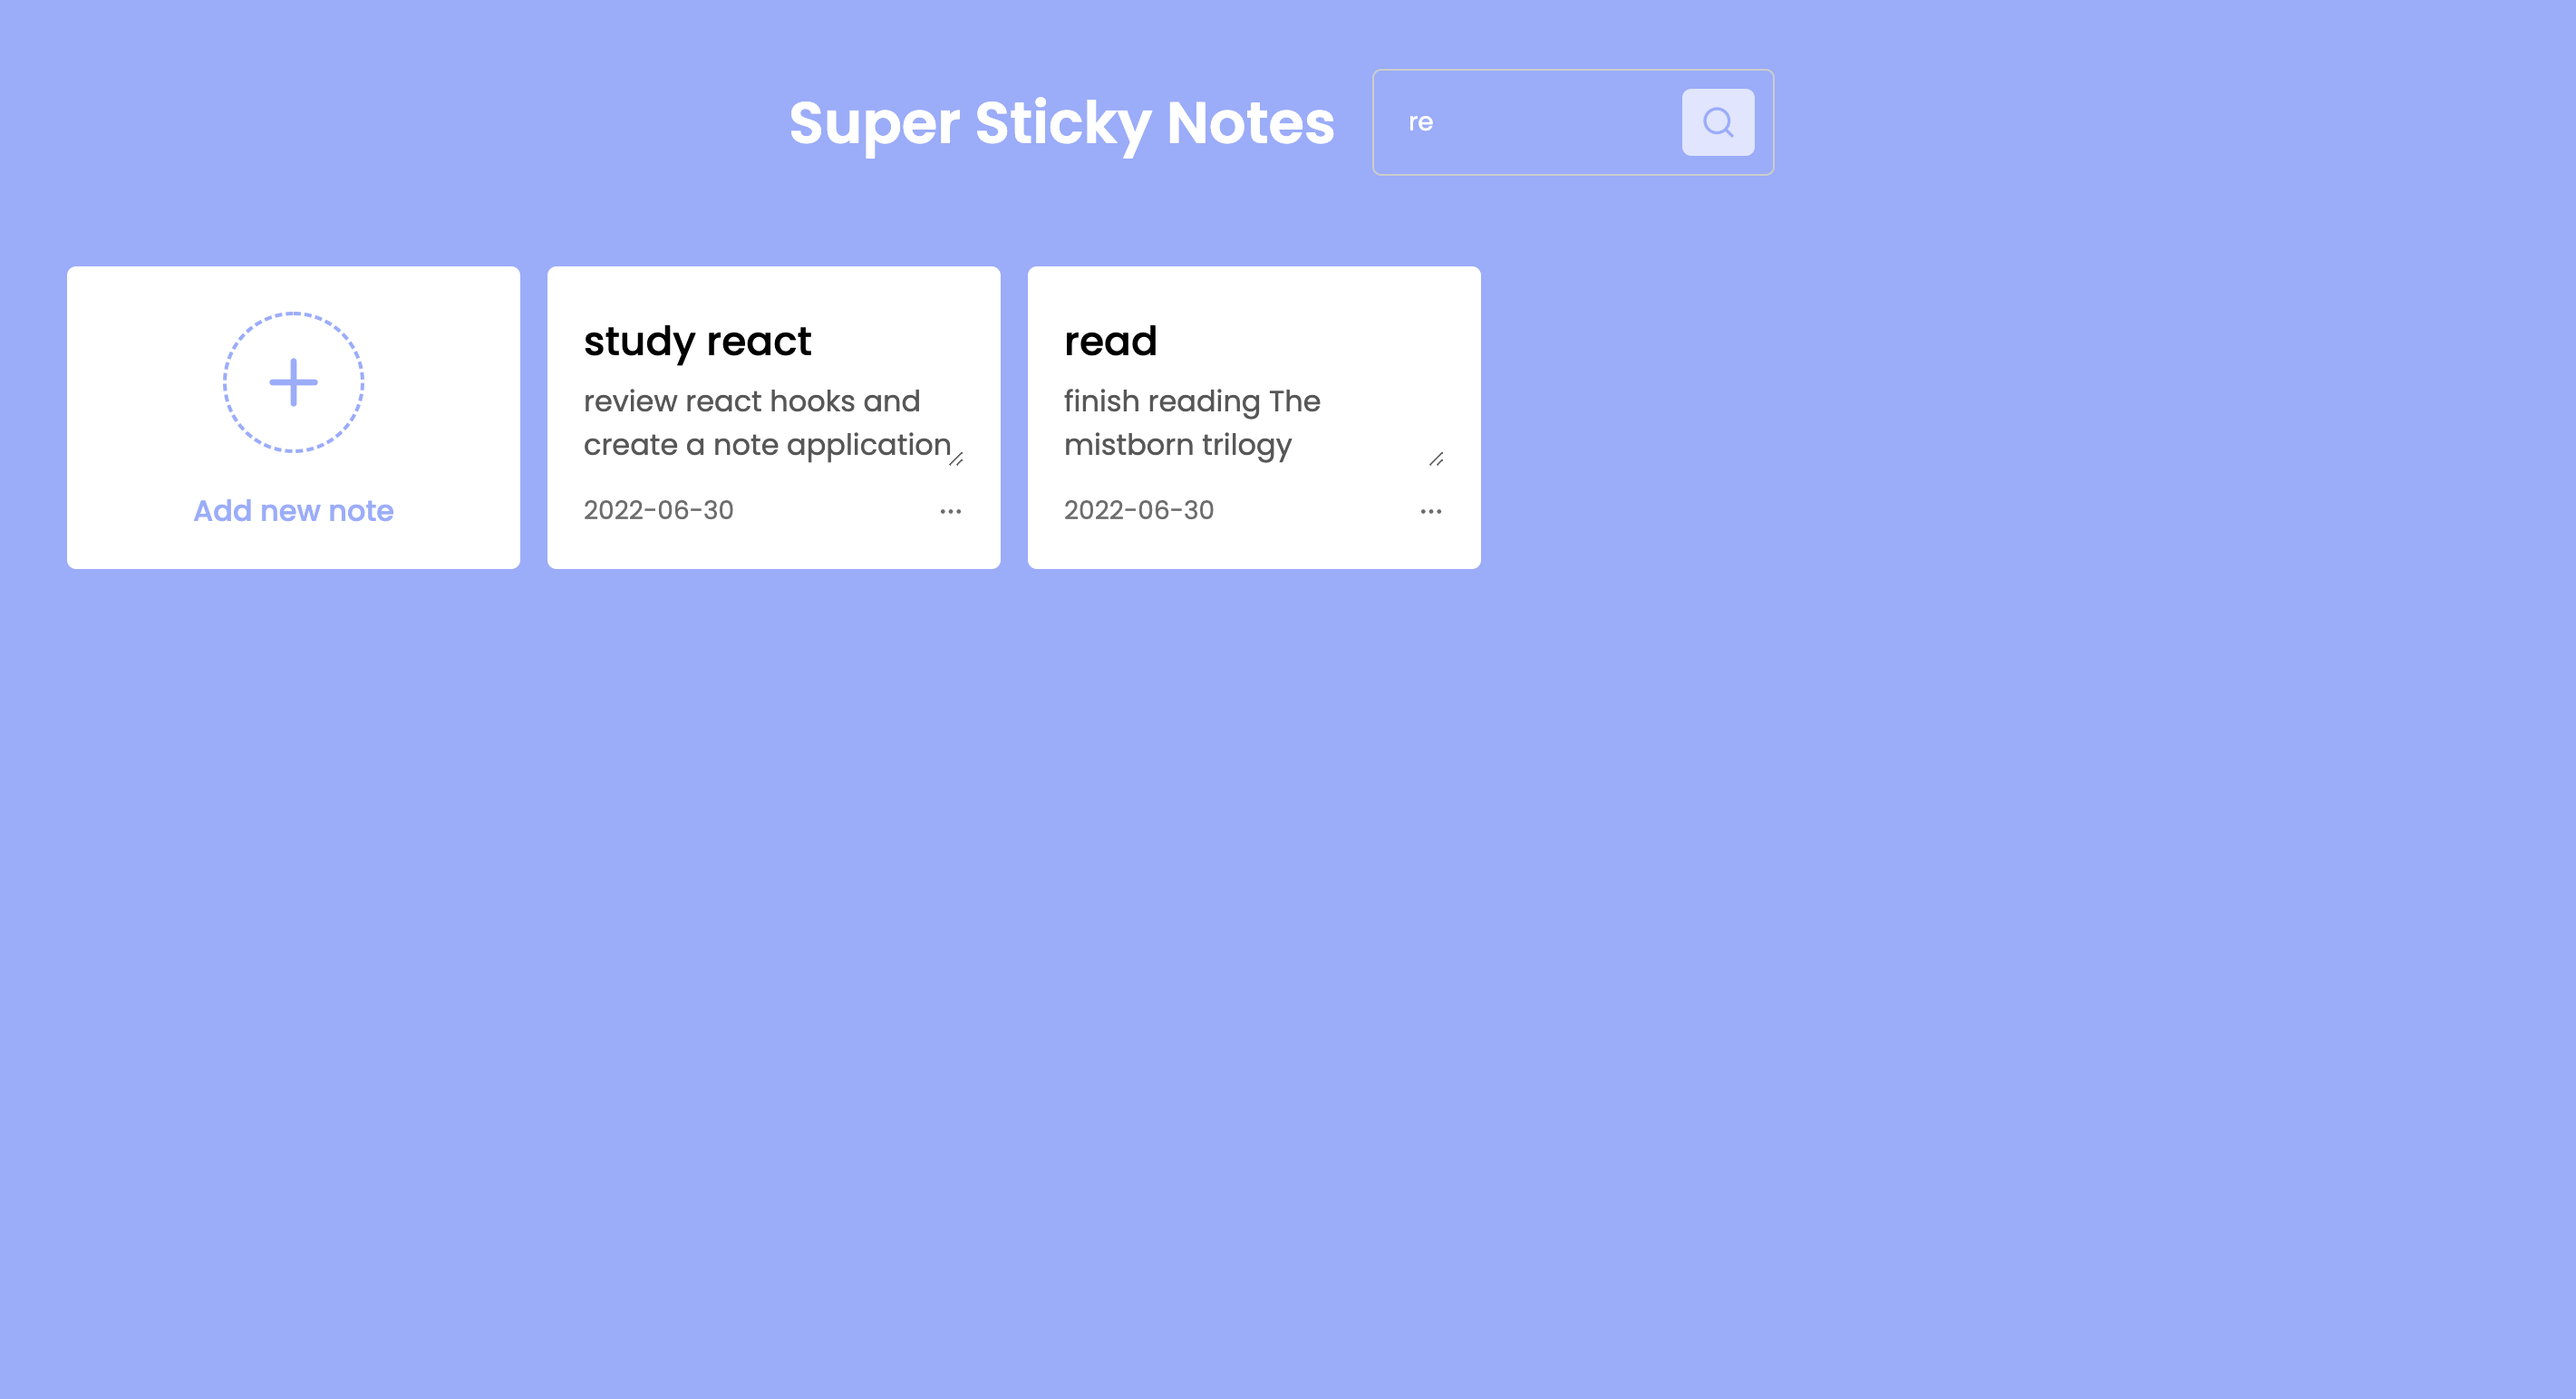 Super Sticky Notes
re
Add new note
study react
review react hooks and
create a note application
2022-06-30
read
finish reading The
mistborn trilogy
2022-06-30